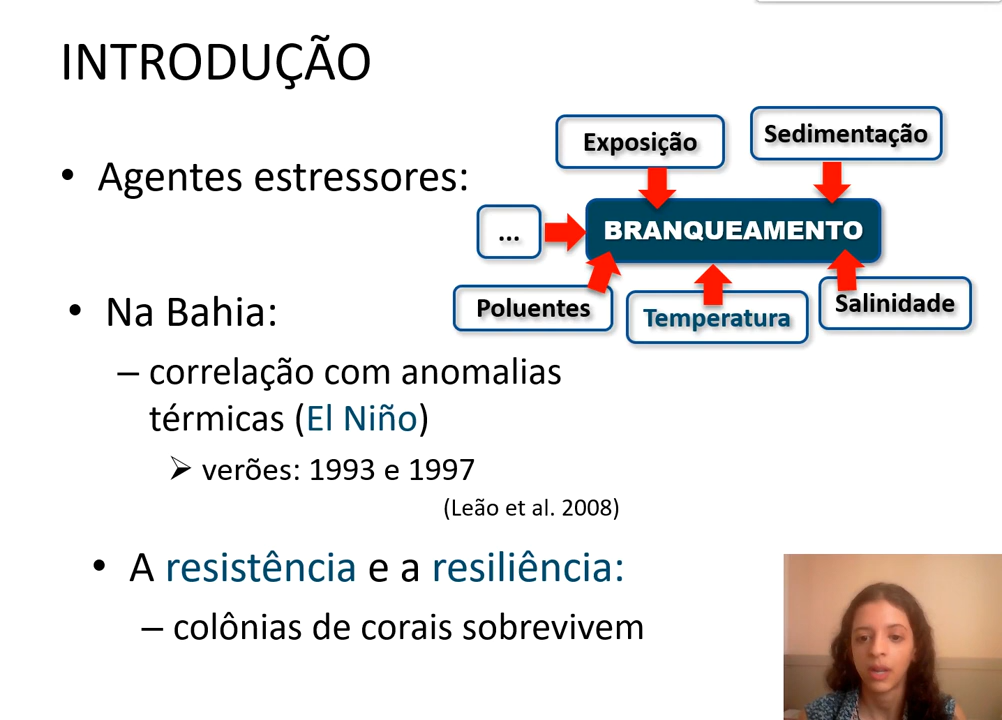 INTRODUÇÃO
• Agentes estressores:
Exposição
Sedimentação
...
BRANQUEAMENTO
Poluentes
Temperatura
Salinidade
• Na Bahia:
– correlação com anomalias
térmicas (El Niño)
➢ verões: 1993 e 1997
(Leão et al. 2008)
• A resistência e a resiliência:
– colônias de corais sobrevivem